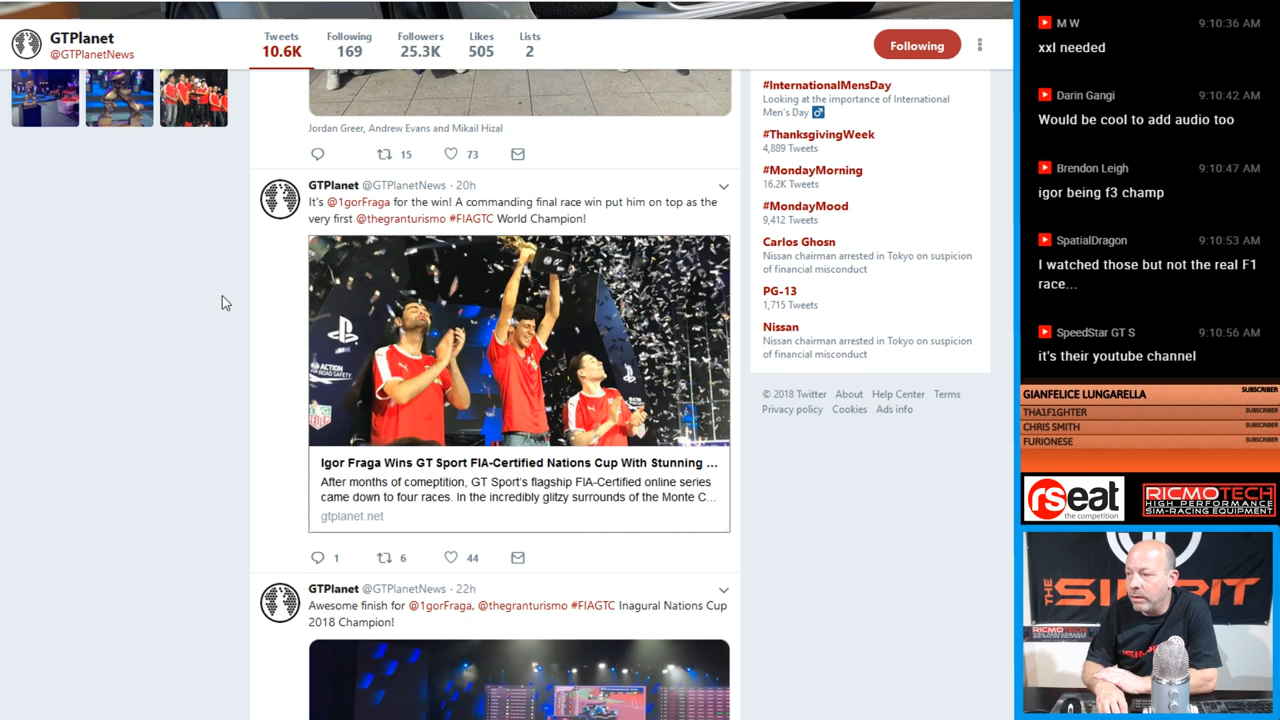 GTPlanet
@GTPlanetNews
Tweets
10.6K
Following
169
Followers
25.3K
Likes
505
Lists
2
Following
Jordan Greer, Andrew Evans and Mikail Hizal
15
73
GTPlanet @GTPlanetNews · 20h
It's @1gorFraga for the win! A commanding final race win put him on top as the
very first @thegranturismo #FIAGTC World Champion!
ACTION
FOR ROAD SAFETY
TAG
HEUER
Igor Fraga Wins GT Sport FIA-Certified Nations Cup With Stunning ...
After months of comeptition, GT Sport's flagship FIA-Certified online series
came down to four races. In the incredibly glitzy surrounds of the Monte C...
gtplanet.net
1
6
44
GTPlanet @GTPlanetNews · 22h
Awesome finish for @1gorFraga, @thegranturismo #FIAGTC Inagural Nations Cup
2018 Champion!
#InternationalMensDay
Looking at the importance of International
Men's Day
#ThanksgivingWeek
4,889 Tweets
#MondayMorning
16.2K Tweets
#MondayMood
9,412 Tweets
Carlos Ghosn
Nissan chairman arrested in Tokyo on suspicion
of financial misconduct
PG-13
1,715 Tweets
Nissan
Nissan chairman arrested in Tokyo on suspicion
of financial misconduct
© 2018 Twitter About Help Center Terms
Privacy policy Cookies Ads info
M W 9:10:36 AM
xxl needed
Darin Gangi 9:10:42 AM
Would be cool to add audio too
Brendon Leigh 9:10:47 AM
igor being f3 champ
SpatialDragon 9:10:53 AM
I watched those but not the real F1
race...
SpeedStar GT S 9:10:56 AM
it's their youtube channel
GIANFELICE LUNGARELLA SUBSCRIBER
THA1F1GHTER SUBSCRIBER
CHRIS SMITH SUBSCRIBER
FURIONESE SUBSCRIBER
rseat
the competition
RICMOTECH
HIGH PERFORMANCE
SIM-RACING EQUIPMENT
THE
SIMPIT
RICMOTECH